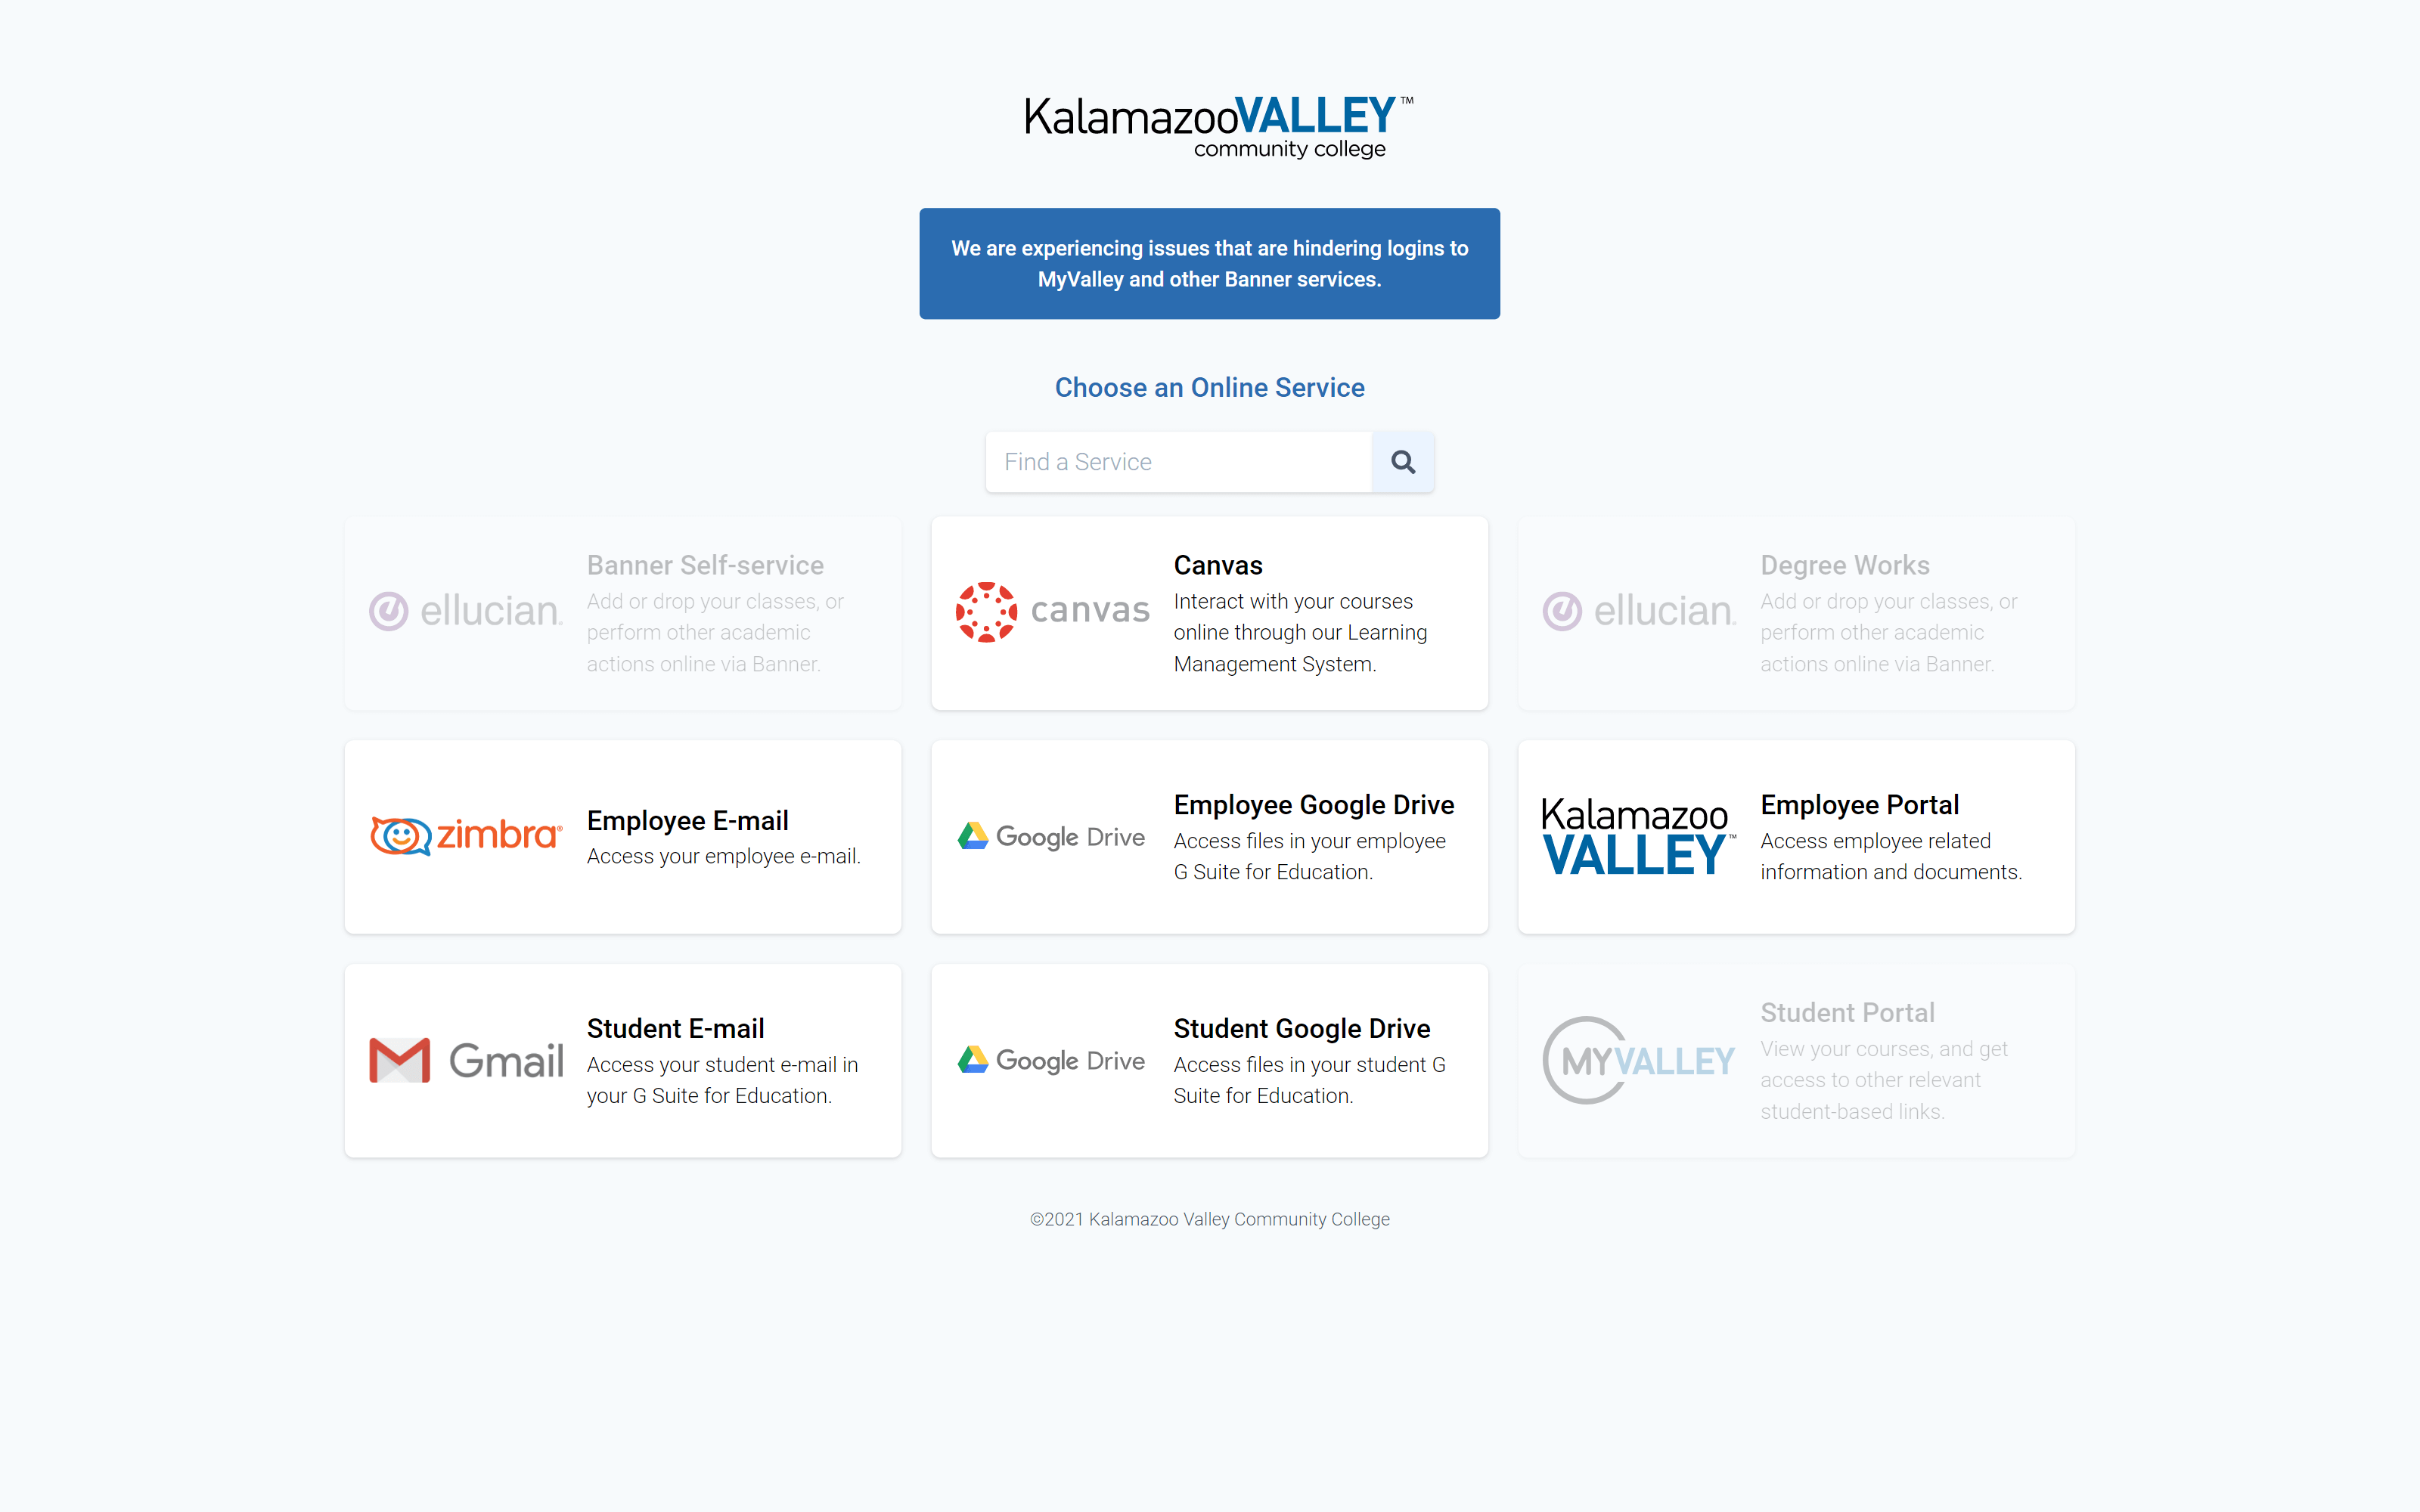 KalamazooVALLEY™
community college
We are experiencing issues that are hindering logins to
MyValley and other Banner services.
Choose an Online Service
Find a Service
ellucian.
Banner Self-service
Add or drop your classes, or
perform other academic
actions online via Banner.
canvas
Canvas
Interact with your courses
online through our Learning
Management System.
ellucian.
Degree Works
Add or drop your classes, or
perform other academic
actions online via Banner.
zimbra®
Employee E-mail
Access your employee e-mail.
Google Drive
Employee Google Drive
Access files in your employee
G Suite for Education.
Kalamazoo
VALLEY™
Employee Portal
Access employee related
information and documents.
Gmail
Student E-mail
Access your student e-mail in
your G Suite for Education.
Google Drive
Student Google Drive
Access files in your student G
Suite for Education.
MYVALLEY
Student Portal
View your courses, and get
access to other relevant
student-based links.
©2021 Kalamazoo Valley Community College